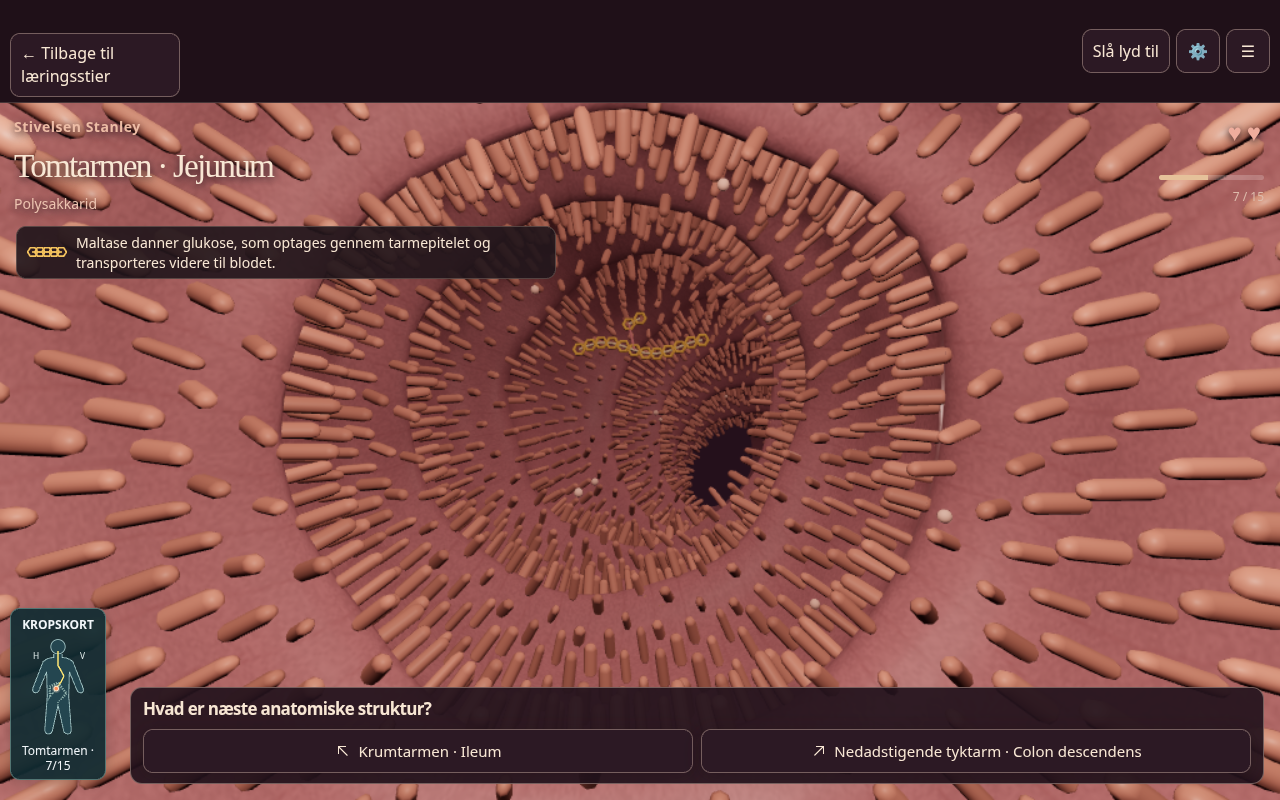 ← Tilbage til
læringsstier
Slå lyd til
Stivelsen Stanley
Tomtarmen · Jejunum
Polysakkarid
7 / 15
Maltase danner glukose, som optages gennem tarmepitelet og
transporteres videre til blodet.
KROPSKORT
H V
Tomtarmen ·
7/15
Hvad er næste anatomiske struktur?
↖ Krumtarmen · Ileum
↗ Nedadstigende tyktarm · Colon descendens